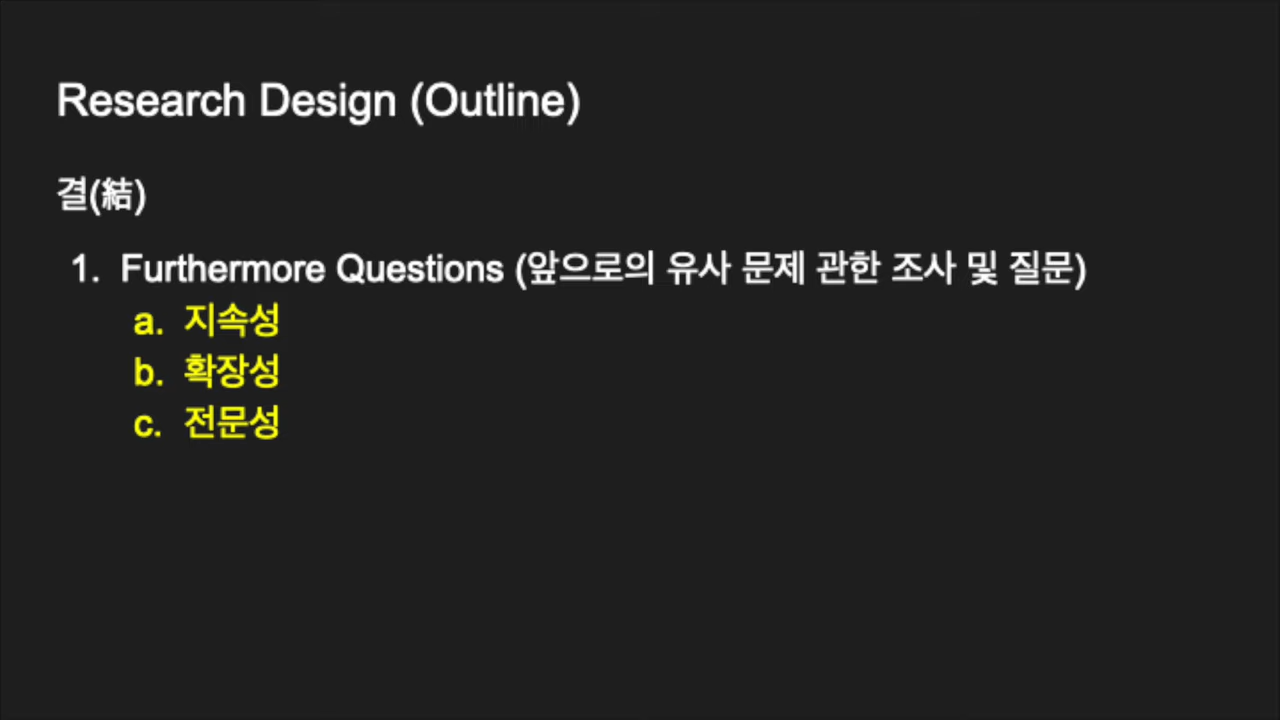 Research Design (Outline)
결(結)
1. Furthermore Questions (앞으로의 유사 문제 관한 조사 및 질문)
a. 지속성
b. 확장성
c. 전문성